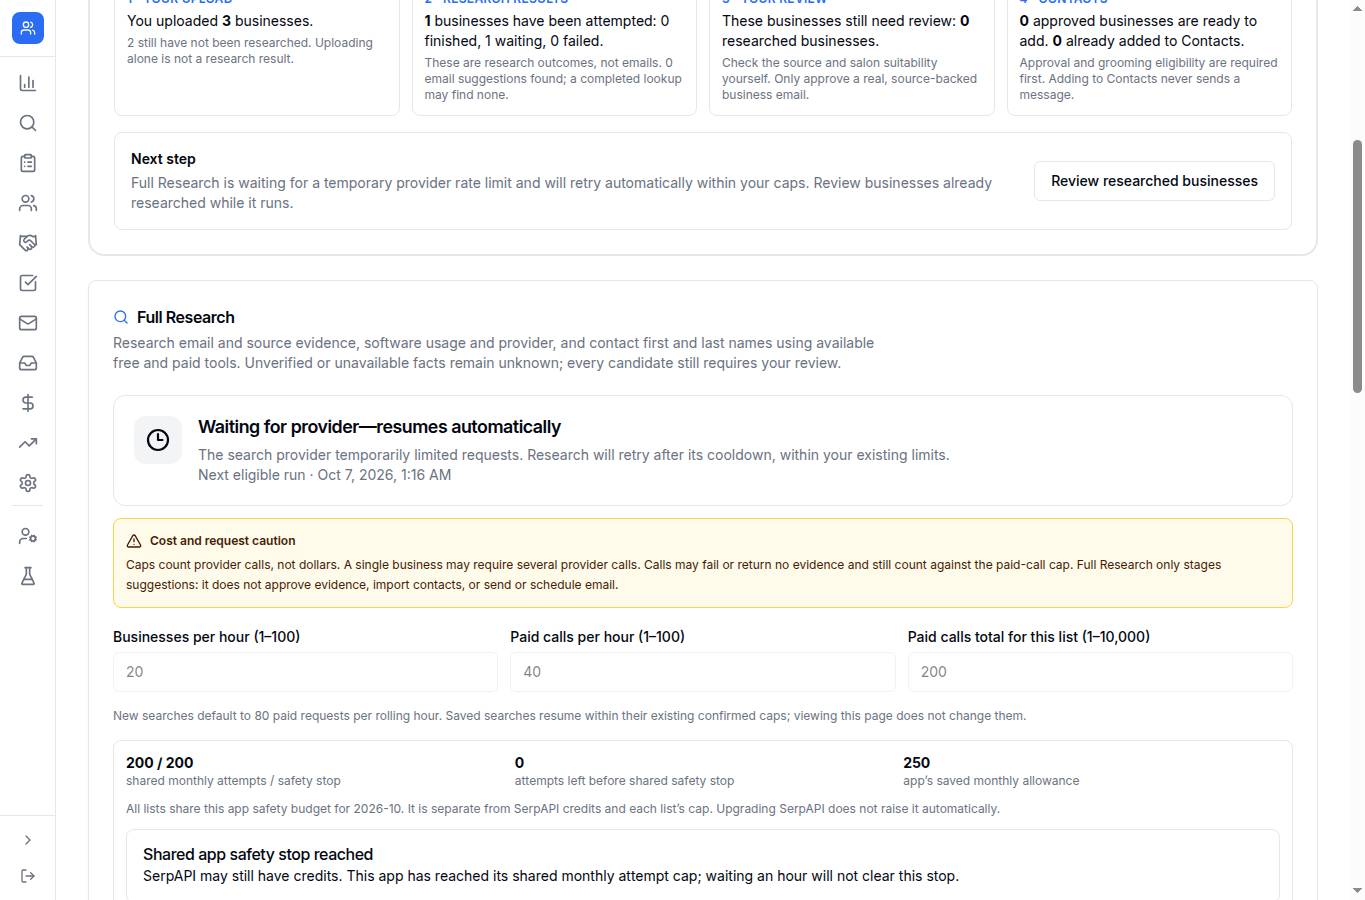 1 · YOUR UPLOAD
You uploaded 3 businesses.
2 still have not been researched. Uploading
alone is not a research result.
2 · RESEARCH RESULTS
1 businesses have been attempted: 0
finished, 1 waiting, 0 failed.
These are research outcomes, not emails. 0
email suggestions found; a completed lookup
may find none.
3 · YOUR REVIEW
These businesses still need review: 0
researched businesses.
Check the source and salon suitability
yourself. Only approve a real, source-backed
business email.
4 · CONTACTS
0 approved businesses are ready to
add. 0 already added to Contacts.
Approval and grooming eligibility are required
first. Adding to Contacts never sends a
message.
Next step
Full Research is waiting for a temporary provider rate limit and will retry automatically within your caps. Review businesses already
researched while it runs.
Review researched businesses
Full Research
Research email and source evidence, software usage and provider, and contact first and last names using available
free and paid tools. Unverified or unavailable facts remain unknown; every candidate still requires your review.
Waiting for provider—resumes automatically
The search provider temporarily limited requests. Research will retry after its cooldown, within your existing limits.
Next eligible run · Oct 7, 2026, 1:16 AM
Cost and request caution
Caps count provider calls, not dollars. A single business may require several provider calls. Calls may fail or return no evidence and still count against the paid-call cap. Full Research only stages
suggestions: it does not approve evidence, import contacts, or send or schedule email.
Businesses per hour (1–100)
20
Paid calls per hour (1–100)
40
Paid calls total for this list (1–10,000)
200
New searches default to 80 paid requests per rolling hour. Saved searches resume within their existing confirmed caps; viewing this page does not change them.
200 / 200
shared monthly attempts / safety stop
0
attempts left before shared safety stop
250
app's saved monthly allowance
All lists share this app safety budget for 2026-10. It is separate from SerpAPI credits and each list's cap. Upgrading SerpAPI does not raise it automatically.
Shared app safety stop reached
SerpAPI may still have credits. This app has reached its shared monthly attempt cap; waiting an hour will not clear this stop.